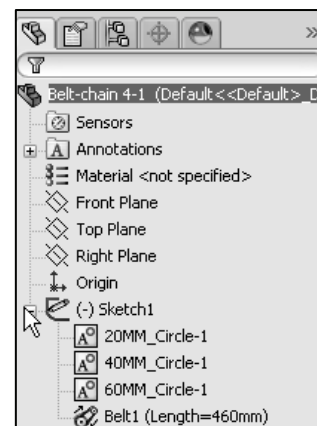 »
Belt-chain 4-1 (Default<<Default>_D
Sensors
A Annotations
Material <not specified>
Front Plane
Top Plane
Right Plane
Origin
(-) Sketch1
A 20MM_Circle-1
A 40MM_Circle-1
A 60MM_Circle-1
Belt1 (Length=460mm)